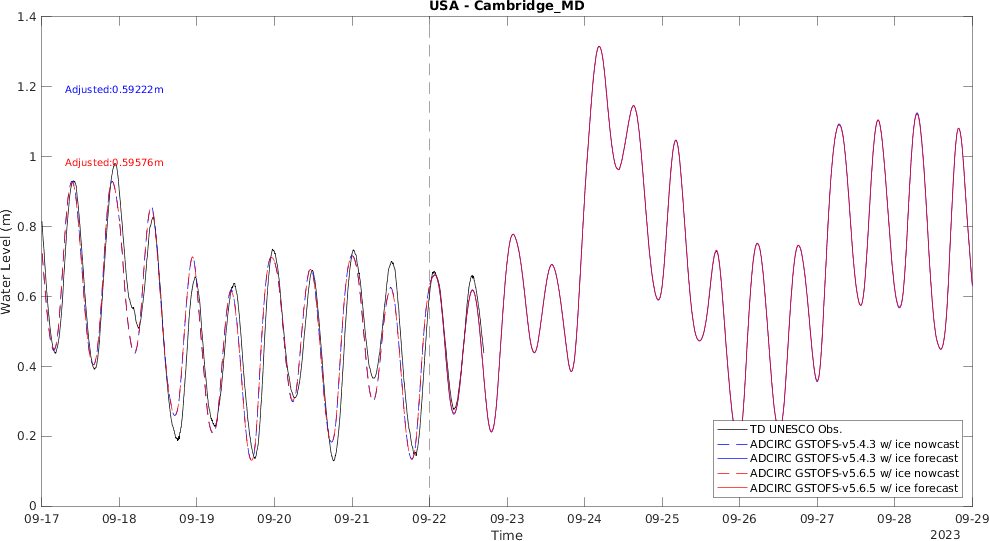 USA - Cambridge_MD
Water Level (m)
1.4
1.2
1
0.8
0.6
0.4
0.2
0
Adjusted:0.59222m
Adjusted:0.59576m
TD UNESCO Obs.
ADCIRC GSTOFS-v5.4.3 w/ ice nowcast
ADCIRC GSTOFS-v5.4.3 w/ ice forecast
ADCIRC GSTOFS-v5.6.5 w/ ice nowcast
ADCIRC GSTOFS-v5.6.5 w/ ice forecast
09-17 09-18 09-19 09-20 09-21 09-22 09-23 09-24 09-25 09-26 09-27 09-28 09-29
Time
2023